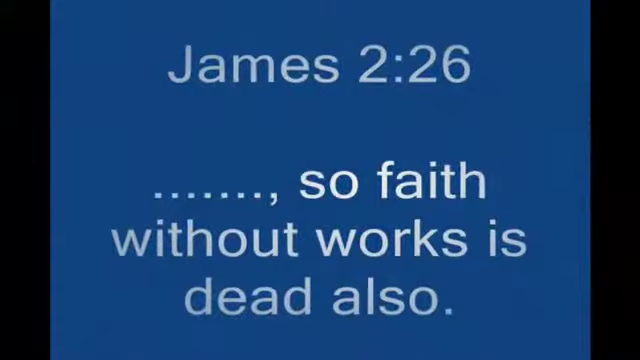 James 2:26
......., so faith
without works is
dead also.